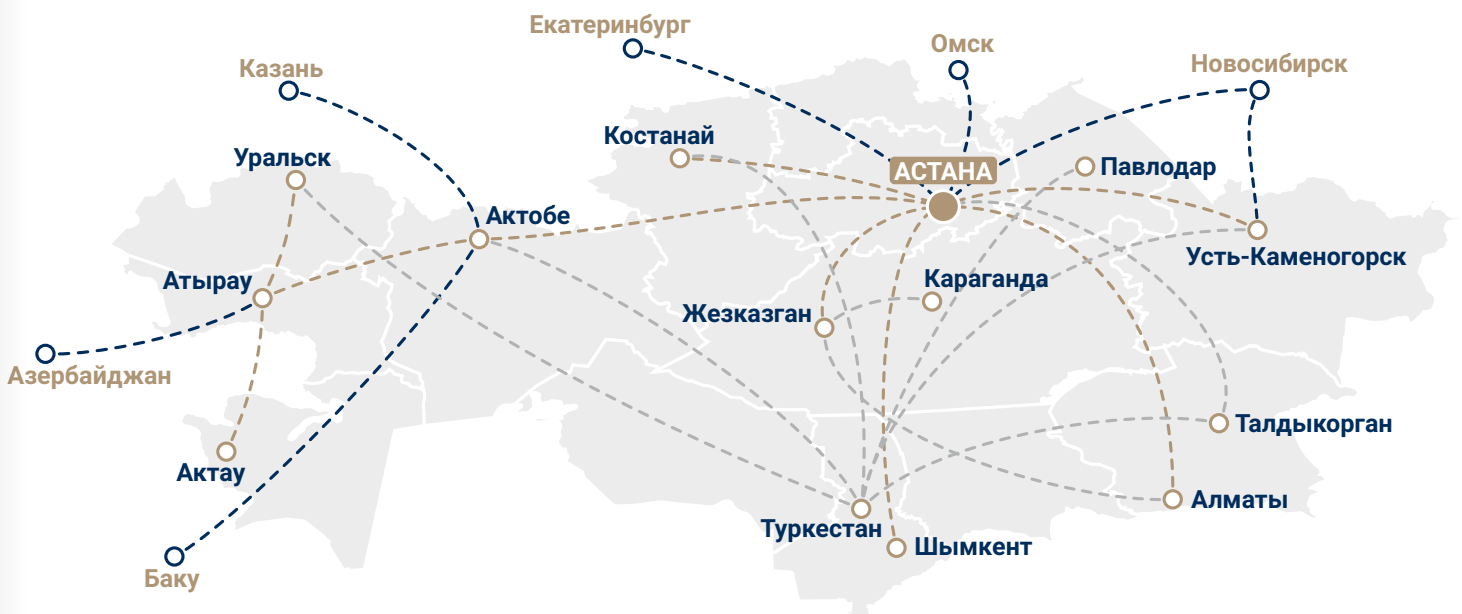 Екатеринбург
Омск
Казань
Новосибирск
Костанай
Уральск
Павлодар
АСТАНА
Актобе
Усть-Каменогорск
Атырау
Караганда
Жезказган
Азербайджан
Талдыкорган
Актау
Алматы
Туркестан
Шымкент
Баку